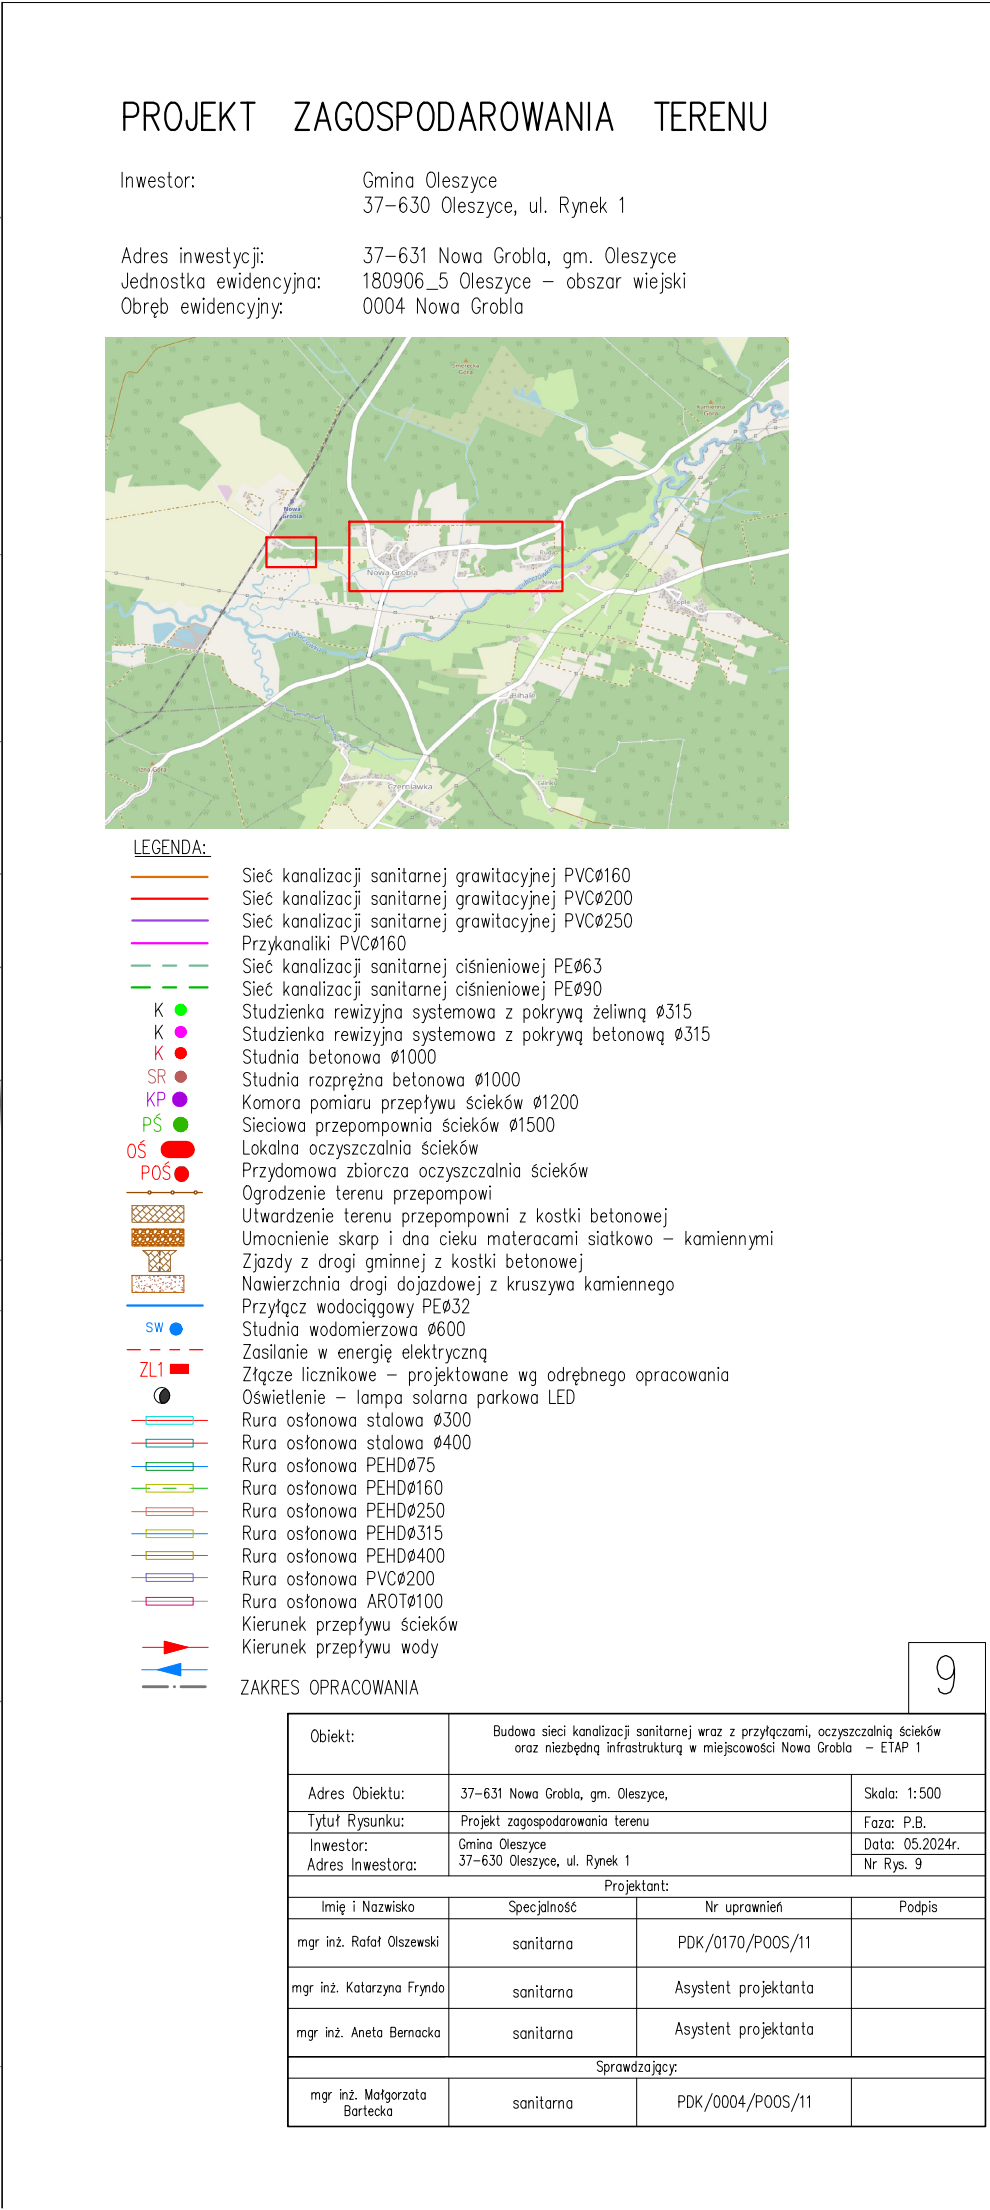 PROJEKT ZAGOSPODAROWANIA TERENU
Inwestor: Gmina Oleszyce
37-630 Oleszyce, ul. Rynek 1
Adres inwestycji: 37-631 Nowa Grobla, gm. Oleszyce
Jednostka ewidencyjna: 180906_5 Oleszyce - obszar wiejski
Obręb ewidencyjny: 0004 Nowa Grobla
Smerecka
Góra
Kamienna
Góra
Nowa
Grobla
Nowa Grobla
Ruda
Nowa
Lubaczówka
Sople
Bihale
Czerniawka
LEGENDA:
Sieć kanalizacji sanitarnej grawitacyjnej PVCØ160
Sieć kanalizacji sanitarnej grawitacyjnej PVCØ200
Sieć kanalizacji sanitarnej grawitacyjnej PVCØ250
Przykanaliki PVCØ160
Sieć kanalizacji sanitarnej ciśnieniowej PEØ63
Sieć kanalizacji sanitarnej ciśnieniowej PEØ90
K Studzienka rewizyjna systemowa z pokrywą żeliwną Ø315
K Studzienka rewizyjna systemowa z pokrywą betonową Ø315
K Studnia betonowa Ø1000
SR Studnia rozprężna betonowa Ø1000
KP Komora pomiaru przepływu ścieków Ø1200
PŚ Sieciowa przepompownia ścieków Ø1500
OŚ Lokalna oczyszczalnia ścieków
POŚ Przydomowa zbiorcza oczyszczalnia ścieków
Ogrodzenie terenu przepompowi
Utwardzenie terenu przepompowni z kostki betonowej
Umocnienie skarp i dna cieku materacami siatkowo - kamiennymi
Zjazdy z drogi gminnej z kostki betonowej
Nawierzchnia drogi dojazdowej z kruszywa kamiennego
Przyłącz wodociągowy PEØ32
SW Studnia wodomierzowa Ø600
Zasilanie w energię elektryczną
ZL1 Złącze licznikowe - projektowane wg odrębnego opracowania
Oświetlenie - lampa solarna parkowa LED
Rura osłonowa stalowa Ø300
Rura osłonowa stalowa Ø400
Rura osłonowa PEHDØ75
Rura osłonowa PEHDØ160
Rura osłonowa PEHDØ250
Rura osłonowa PEHDØ315
Rura osłonowa PEHDØ400
Rura osłonowa PVCØ200
Rura osłonowa AROTØ100
Kierunek przepływu ścieków
Kierunek przepływu wody
ZAKRES OPRACOWANIA
9
Obiekt: Budowa sieci kanalizacji sanitarnej wraz z przyłączami, oczyszczalnią ścieków
oraz niezbędną infrastrukturą w miejscowości Nowa Grobla - ETAP 1
Adres Obiektu: 37-631 Nowa Grobla, gm. Oleszyce, Skala: 1:500
Tytuł Rysunku: Projekt zagospodarowania terenu Faza: P.B.
Inwestor: Gmina Oleszyce Data: 05.2024r.
Adres Inwestora: 37-630 Oleszyce, ul. Rynek 1 Nr Rys. 9
Projektant:
Imię i Nazwisko Specjalność Nr uprawnień Podpis
mgr inż. Rafał Olszewski sanitarna PDK/0170/POOS/11
mgr inż. Katarzyna Fryndo sanitarna Asystent projektanta
mgr inż. Aneta Bernacka sanitarna Asystent projektanta
Sprawdzający:
mgr inż. Małgorzata
Bartecka sanitarna PDK/0004/POOS/11